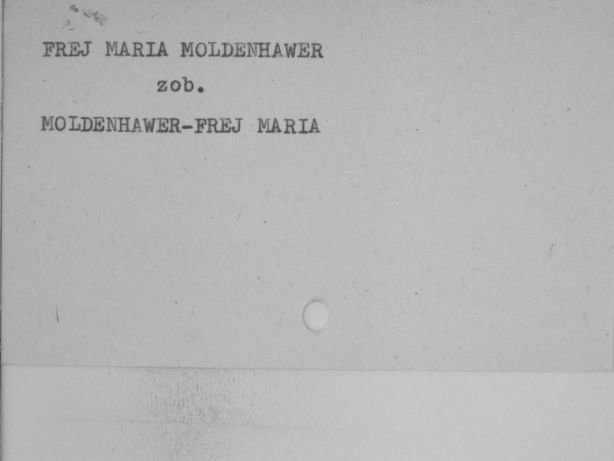 FREJ MARIA MOLDENHAWER
zob.
MOLDENHAWER-FREJ MARIA